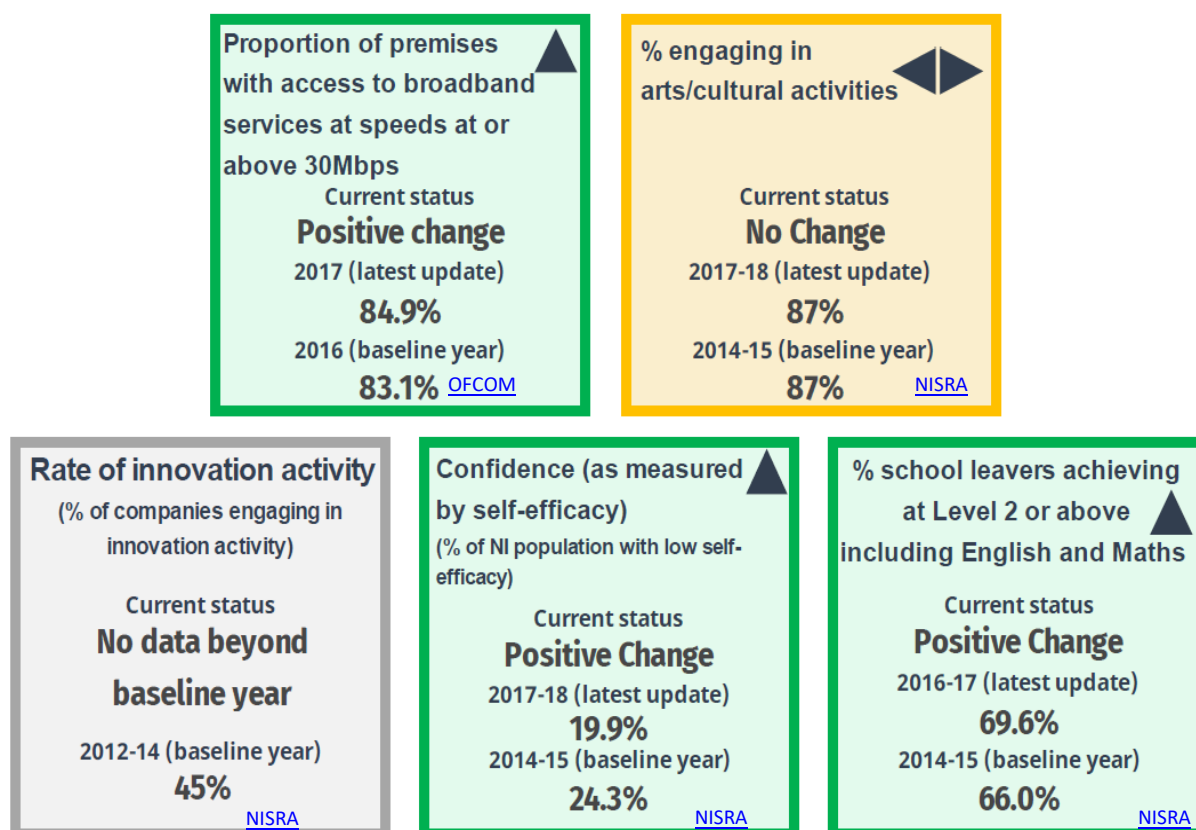 Proportion of premises
with access to broadband
services at speeds at or
above 30Mbps
Current status
Positive change
2017 (latest update)
84.9%
2016 (baseline year)
83.1% OFCOM
% engaging in
arts/cultural activities
Current status
No Change
2017-18 (latest update)
87%
2014-15 (baseline year)
87% NISRA
Rate of innovation activity
(% of companies engaging in
innovation activity)
Current status
No data beyond
baseline year
2012-14 (baseline year)
45%
NISRA
Confidence (as measured
by self-efficacy)
(% of NI population with low self-
efficacy)
Current status
Positive Change
2017-18 (latest update)
19.9%
2014-15 (baseline year)
24.3%
NISRA
% school leavers achieving
at Level 2 or above
including English and Maths
Current status
Positive Change
2016-17 (latest update)
69.6%
2014-15 (baseline year)
66.0%
NISRA